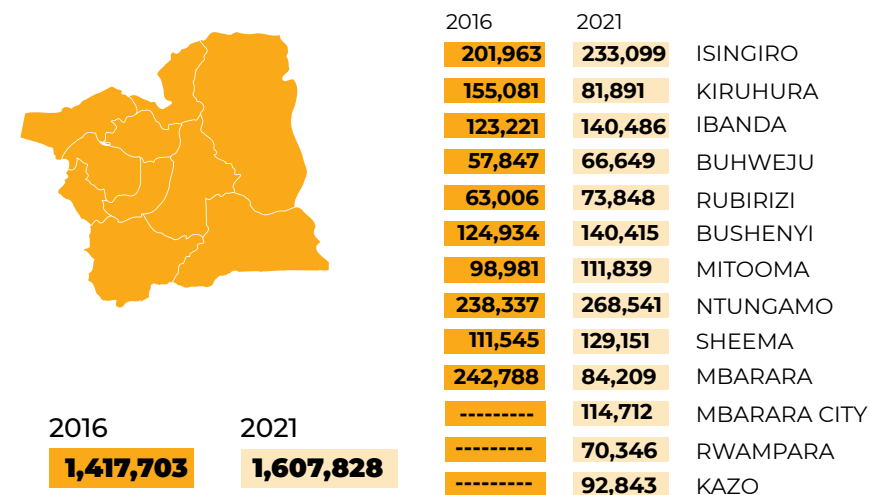 2016 2021
201,963 233,099 ISINGIRO
155,081 81,891 KIRUHURA
123,221 140,486 IBANDA
57,847 66,649 BUHWEJU
63,006 73,848 RUBIRIZI
124,934 140,415 BUSHENYI
98,981 111,839 MITOOMA
238,337 268,541 NTUNGAMO
111,545 129,151 SHEEMA
242,788 84,209 MBARARA
--------- 114,712 MBARARA CITY
--------- 70,346 RWAMPARA
--------- 92,843 KAZO
2016 2021
1,417,703 1,607,828